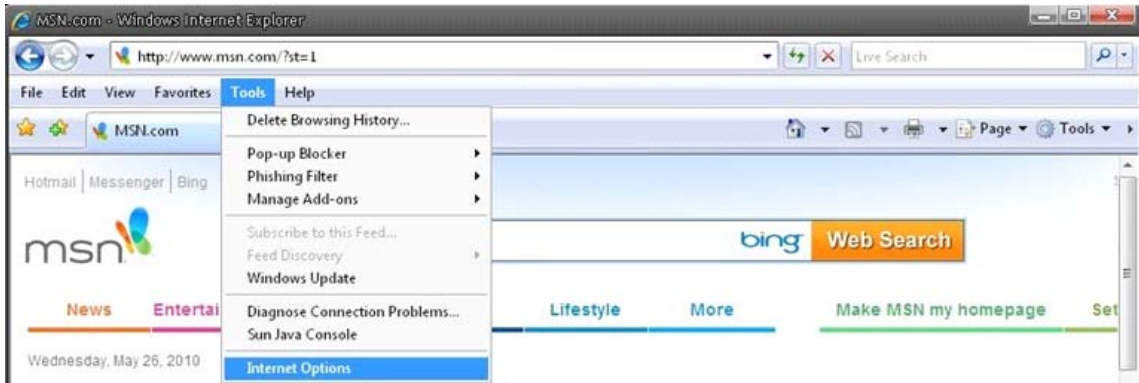 MSN.com - Windows Internet Explorer
http://www.msn.com/?st=1
Live Search
File Edit View Favorites Tools Help
MSN.com
Page Tools
Delete Browsing History...
Pop-up Blocker
Phishing Filter
Manage Add-ons
Subscribe to this Feed...
Feed Discovery
Windows Update
Diagnose Connection Problems...
Sun Java Console
Internet Options
Hotmail | Messenger | Bing
msn
bing Web Search
News Entertai Lifestyle More Make MSN my homepage Set
Wednesday, May 26, 2010